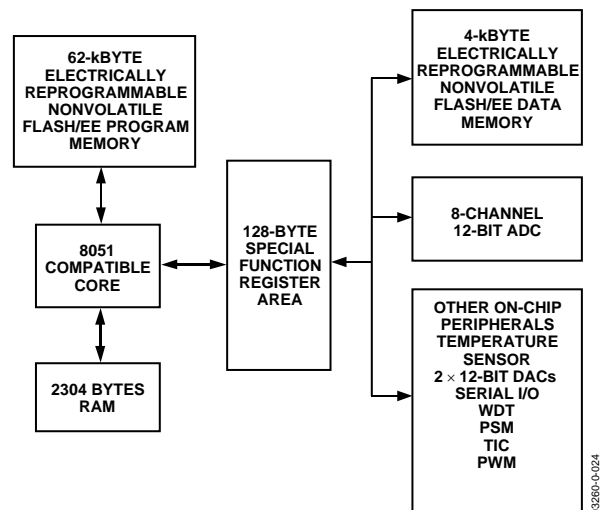 62-kBYTE
ELECTRICALLY
REPROGRAMMABLE
NONVOLATILE
FLASH/EE PROGRAM
MEMORY
8051
COMPATIBLE
CORE
2304 BYTES
RAM
128-BYTE
SPECIAL
FUNCTION
REGISTER
AREA
4-kBYTE
ELECTRICALLY
REPROGRAMMABLE
NONVOLATILE
FLASH/EE DATA
MEMORY
8-CHANNEL
12-BIT ADC
OTHER ON-CHIP
PERIPHERALS
TEMPERATURE
SENSOR
2 × 12-BIT DACs
SERIAL I/O
WDT
PSM
TIC
PWM
03260-0-024